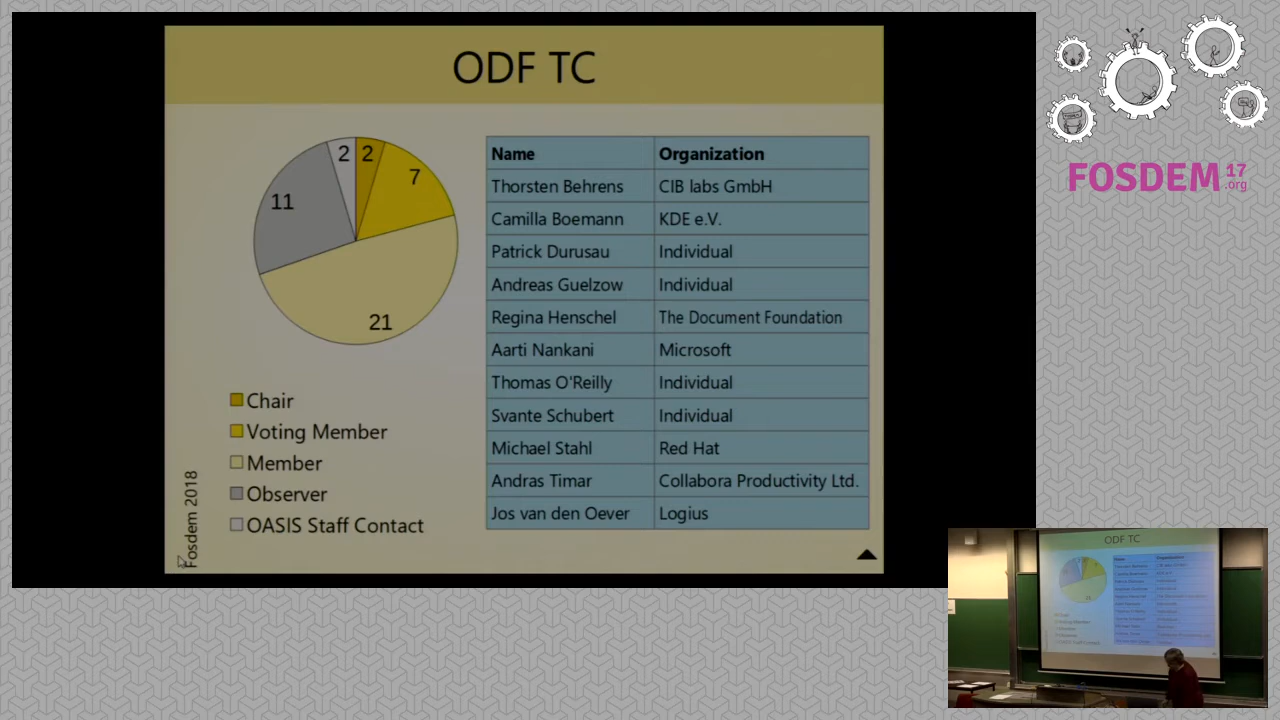 ODF TC
2
2
7
11
21
Chair
Voting Member
Member
Observer
OASIS Staff Contact
Fosdem 2018
Name Organization
Thorsten Behrens CIB labs GmbH
Camilla Boemann KDE e.V.
Patrick Durusau Individual
Andreas Guelzow Individual
Regina Henschel The Document Foundation
Aarti Nankani Microsoft
Thomas O'Reilly Individual
Svante Schubert Individual
Michael Stahl Red Hat
Andras Timar Collabora Productivity Ltd.
Jos van den Oever Logius
FOSDEM 17
.org
ODF TC